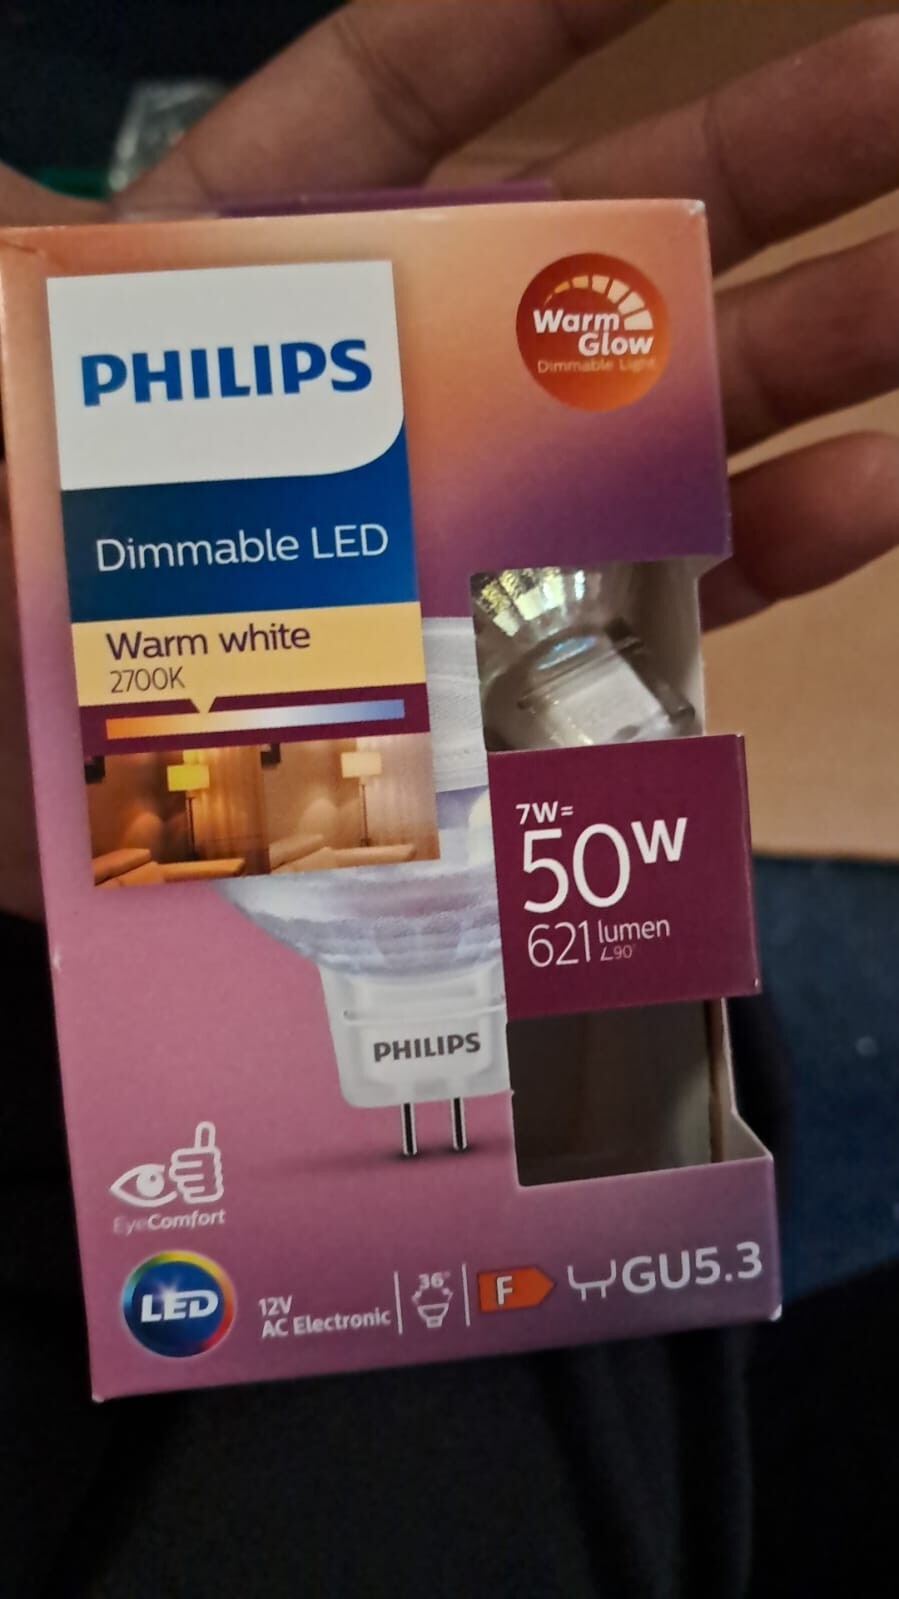 PHILIPS
Warm
Glow
Dimmable Light
Dimmable LED
Warm white
2700K
7W=
50W
621 lumen
∠90°
PHILIPS
EyeComfort
LED
12V
AC Electronic
36°
F
GU5.3